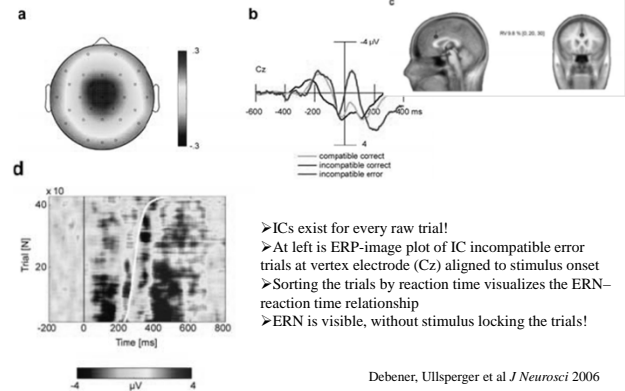 a
.3
-.3
b
-4 µV
Cz
-600
-400
-200
200
400 ms
4
compatible correct
incompatible correct
incompatible error
c
d
x 10
40
20
Trial [N]
-200
0
200
400
600
800
Time [ms]
-4
µV
4
➢ICs exist for every raw trial!
➢At left is ERP-image plot of IC incompatible error
trials at vertex electrode (Cz) aligned to stimulus onset
➢Sorting the trials by reaction time visualizes the ERN–
reaction time relationship
➢ERN is visible, without stimulus locking the trials!
Debener, Ullsperger et al J Neurosci 2006